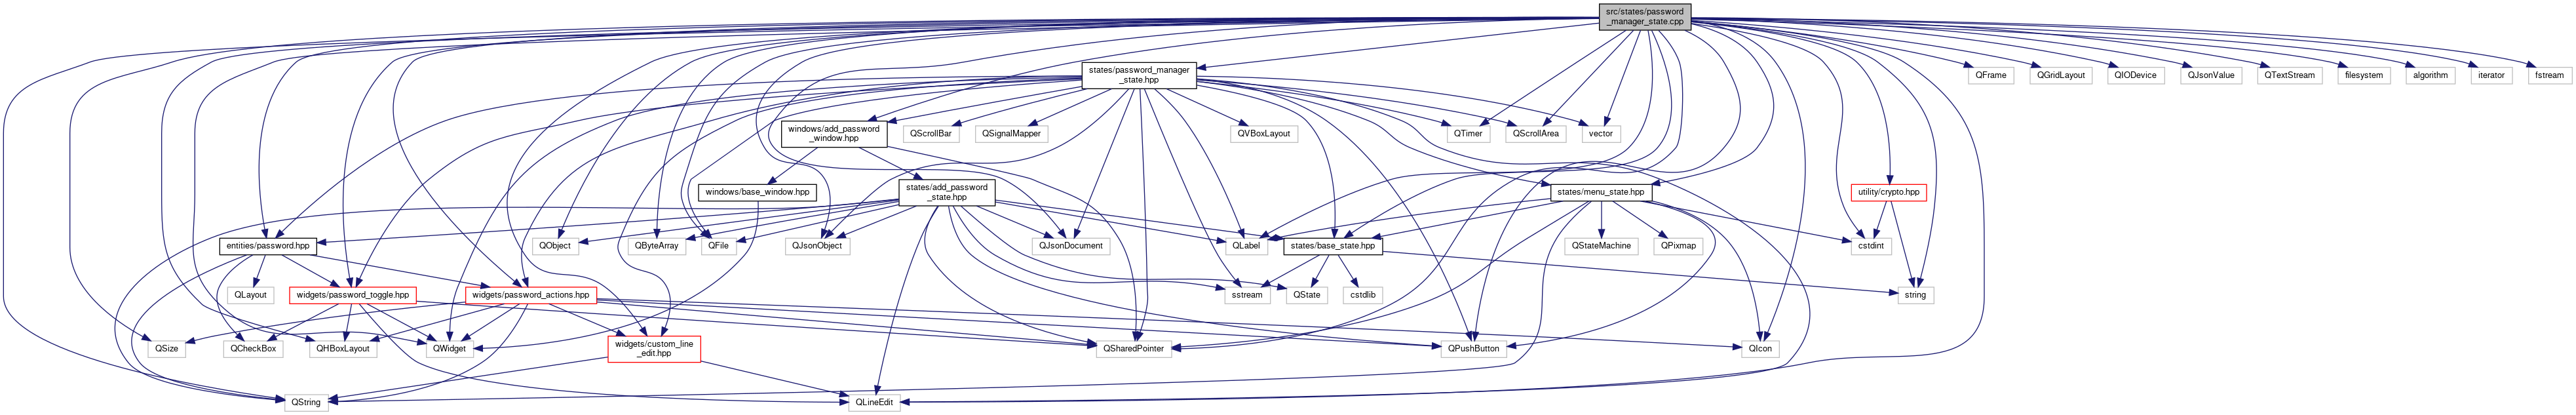 src/states/password
_manager_state.cpp
states/password_manager
_state.hpp
QFrame
QGridLayout
QIODevice
QJsonValue
QTextStream
filesystem
algorithm
iterator
fstream
windows/add_password
_window.hpp
QScrollBar
QSignalMapper
QVBoxLayout
QTimer
QScrollArea
vector
windows/base_window.hpp
states/add_password
_state.hpp
states/menu_state.hpp
utility/crypto.hpp
entities/password.hpp
QObject
QByteArray
QFile
QJsonObject
QJsonDocument
QLabel
states/base_state.hpp
QStateMachine
QPixmap
cstdint
QLayout
widgets/password_toggle.hpp
widgets/password_actions.hpp
sstream
QState
cstdlib
string
QSize
QCheckBox
QHBoxLayout
QWidget
widgets/custom_line
_edit.hpp
QSharedPointer
QPushButton
QIcon
QString
QLineEdit